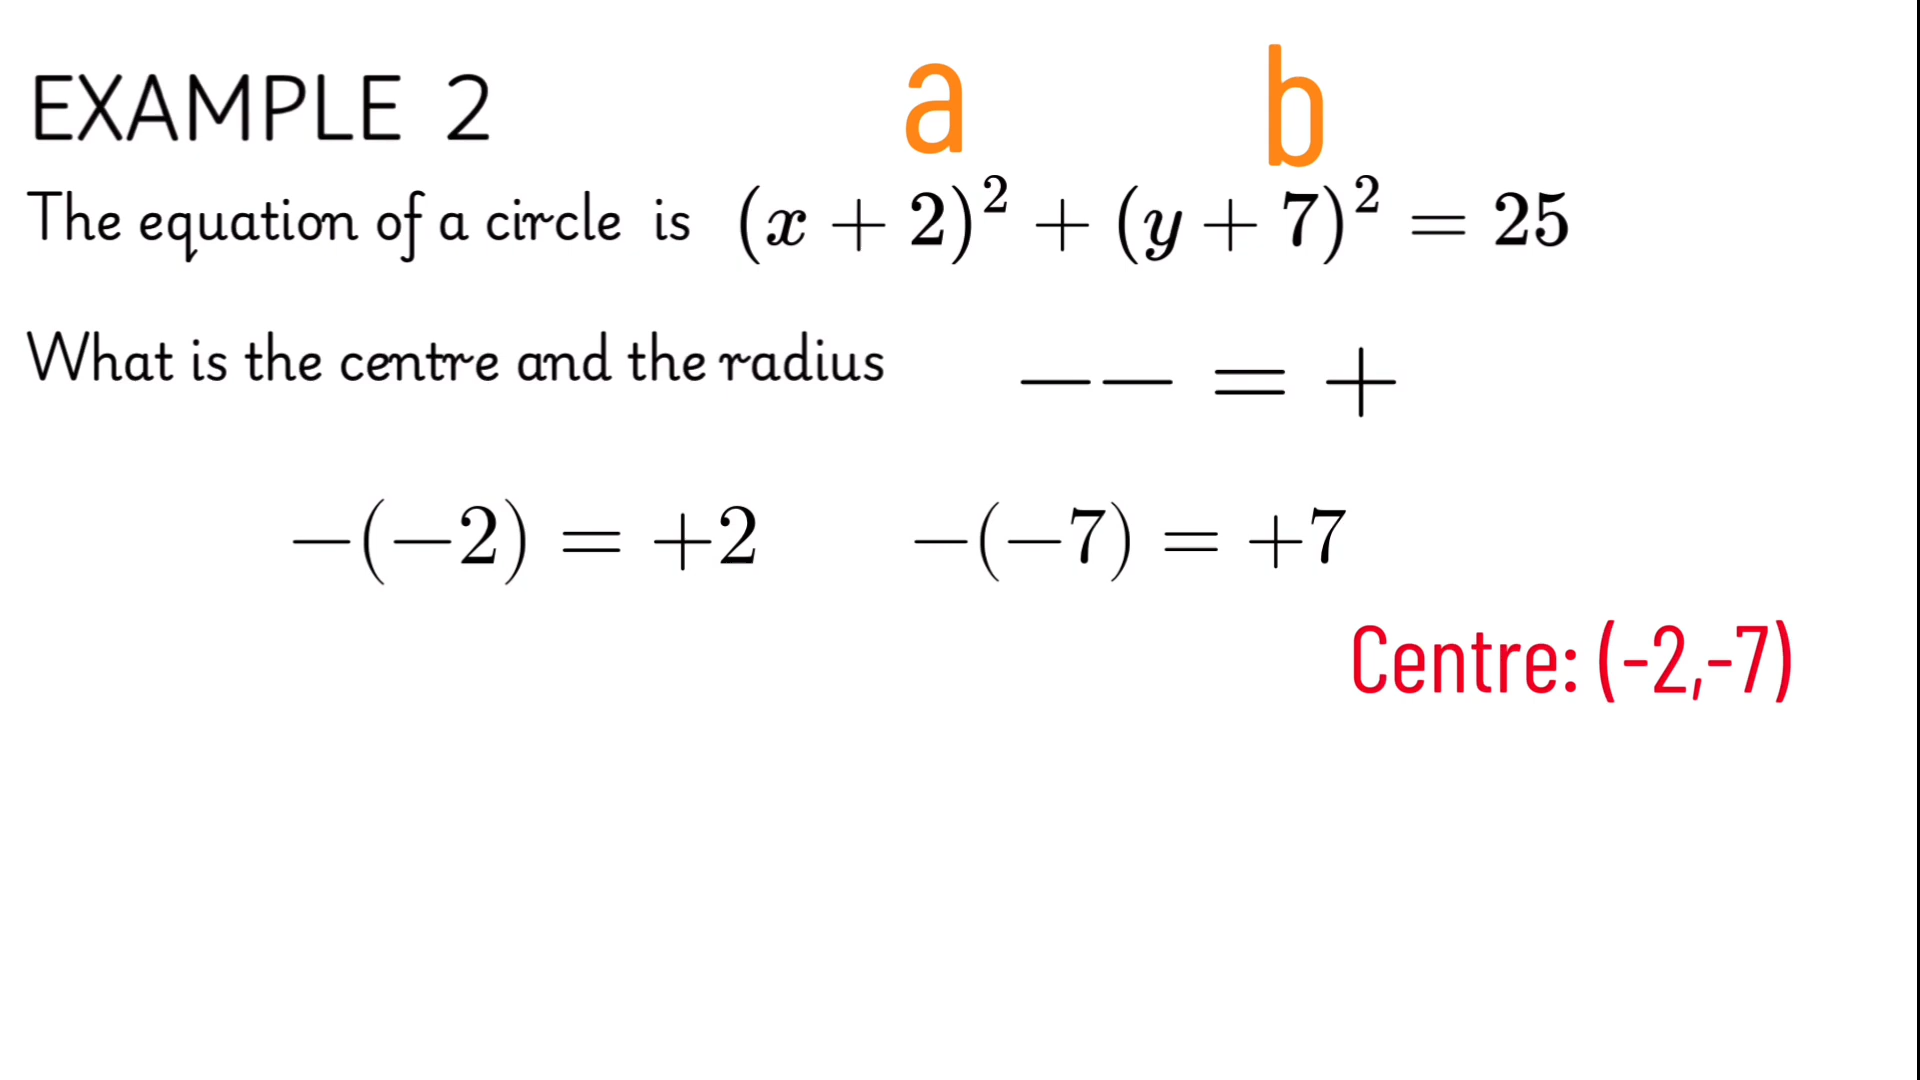 a b
EXAMPLE 2
The equation of a circle is (x + 2)² + (y + 7)² = 25
What is the centre and the radius − − = +
−(−2) = +2 −(−7) = +7
Centre: (-2,-7)